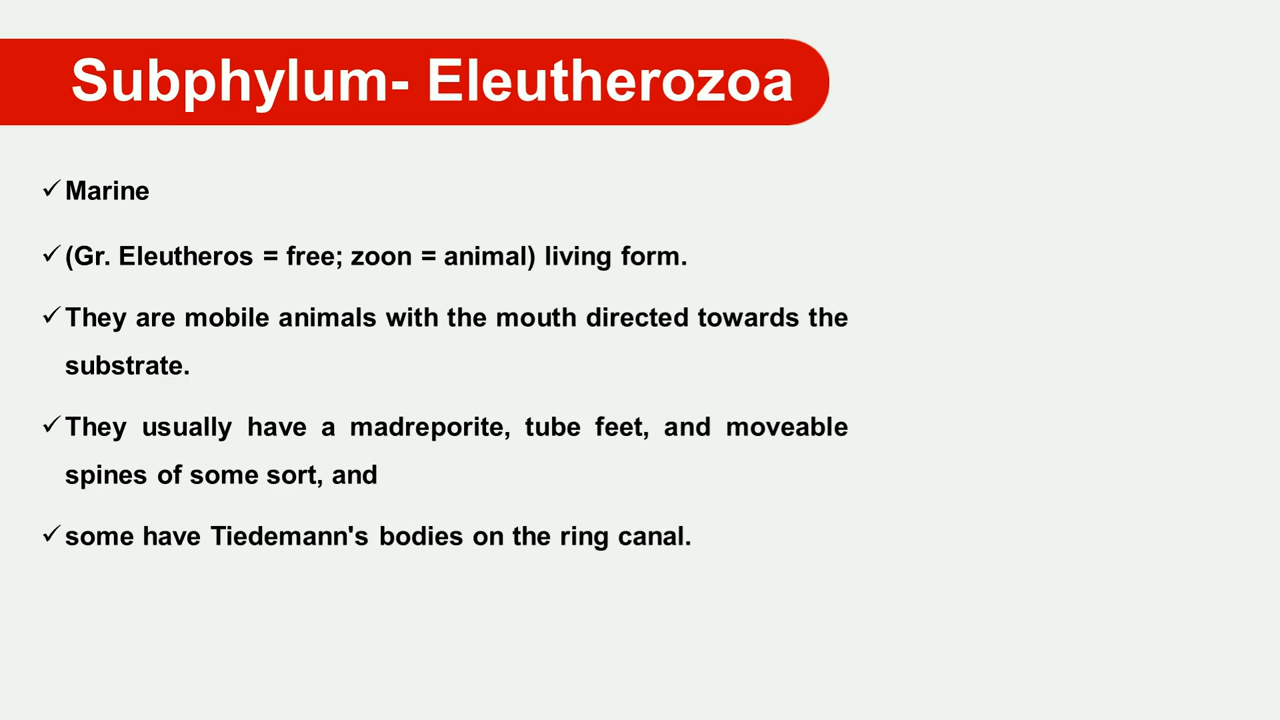 Subphylum- Eleutherozoa
✓Marine
✓(Gr. Eleutheros = free; zoon = animal) living form.
✓They are mobile animals with the mouth directed towards the
substrate.
✓They usually have a madreporite, tube feet, and moveable
spines of some sort, and
✓some have Tiedemann's bodies on the ring canal.